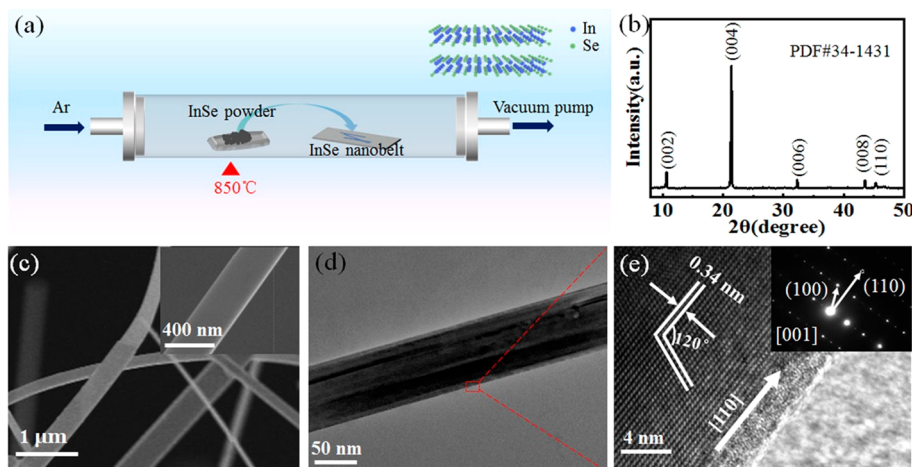 (a)
In
Se
Ar
InSe powder
Vacuum pump
InSe nanobelt
850℃
(b)
Intensity(a.u.)
PDF#34-1431
(002)
(004)
(006)
(008)
(110)
10 20 30 40 50
2θ(degree)
(c)
400 nm
1 μm
(d)
50 nm
(e)
0.34 nm
120°
[110]
4 nm
(100)
(110)
[001]